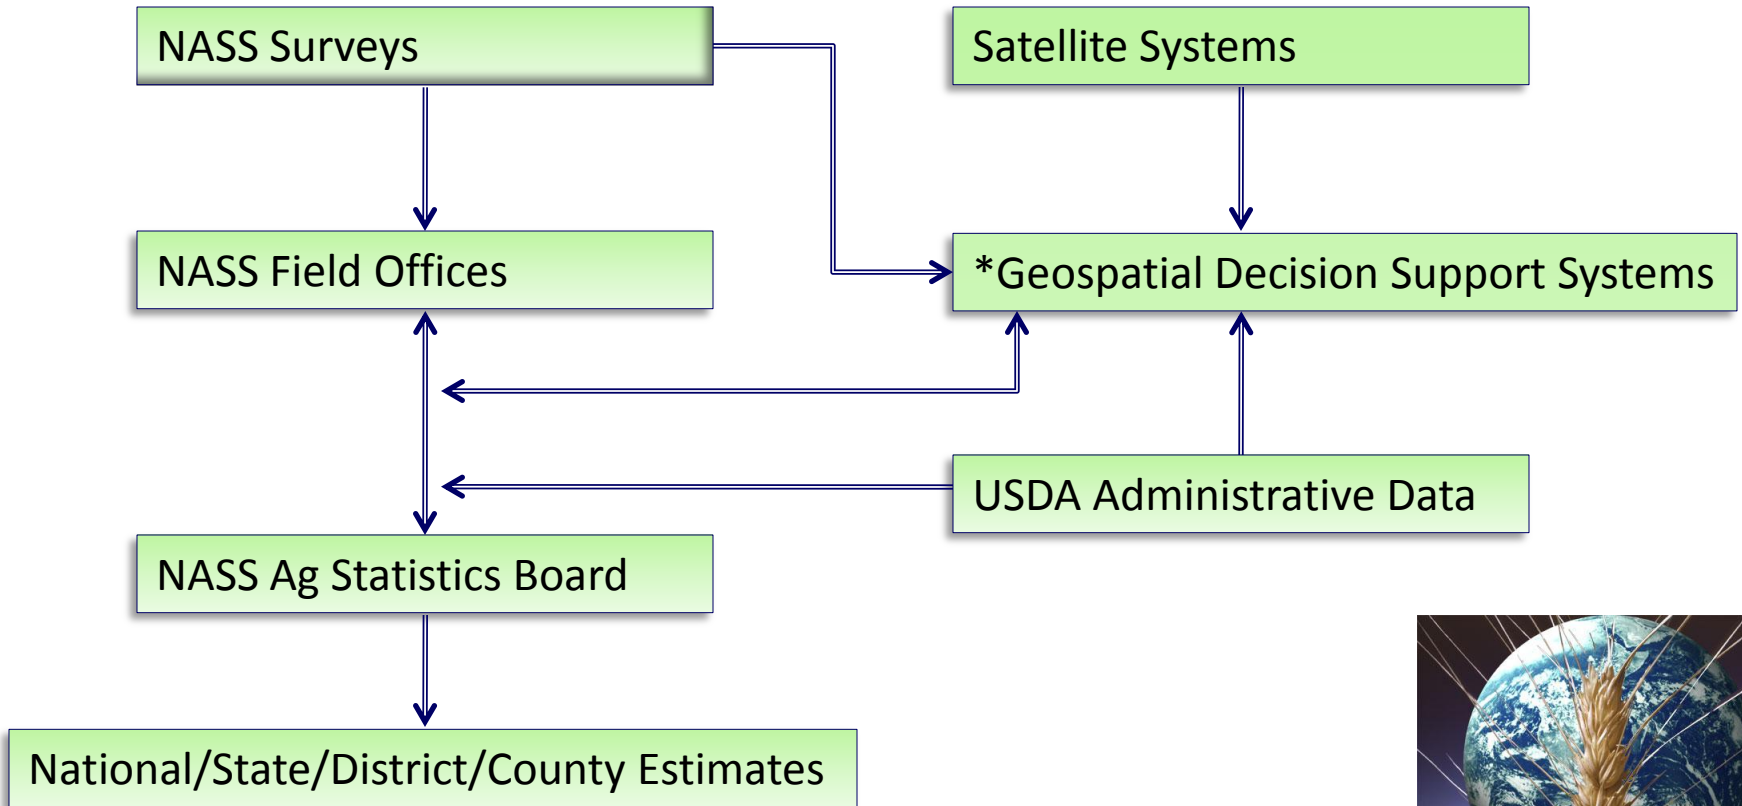 NASS Surveys
Satellite Systems
NASS Field Offices
*Geospatial Decision Support Systems
USDA Administrative Data
NASS Ag Statistics Board
National/State/District/County Estimates